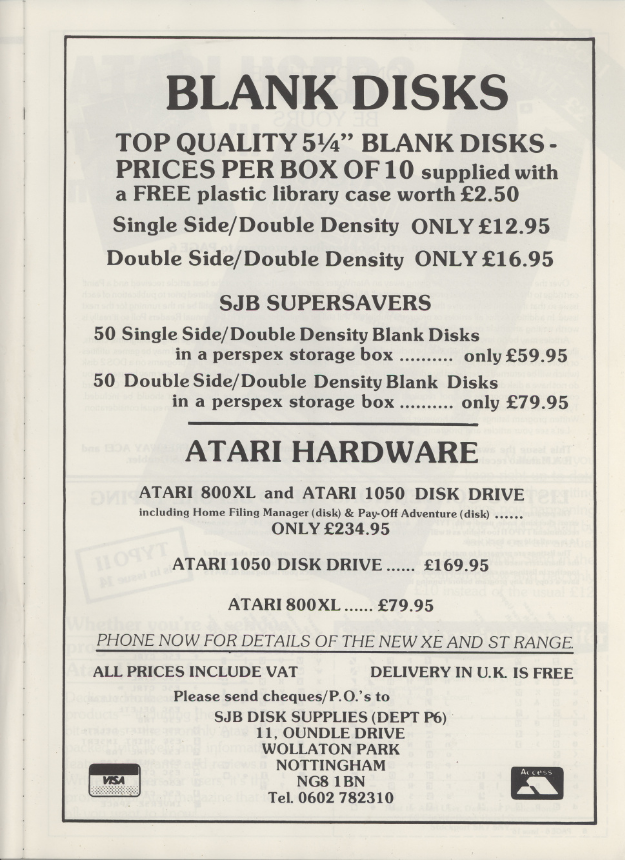 BLANK DISKS
TOP QUALITY 5¼” BLANK DISKS -
PRICES PER BOX OF 10 supplied with
a FREE plastic library case worth £2.50
Single Side/Double Density ONLY £12.95
Double Side/Double Density ONLY £16.95
SJB SUPERSAVERS
50 Single Side/Double Density Blank Disks
in a perspex storage box .......... only £59.95
50 Double Side/Double Density Blank Disks
in a perspex storage box .......... only £79.95
ATARI HARDWARE
ATARI 800XL and ATARI 1050 DISK DRIVE
including Home Filing Manager (disk) & Pay-Off Adventure (disk) ......
ONLY £234.95
ATARI 1050 DISK DRIVE ...... £169.95
ATARI 800XL ...... £79.95
PHONE NOW FOR DETAILS OF THE NEW XE AND ST RANGE.
ALL PRICES INCLUDE VAT DELIVERY IN U.K. IS FREE
Please send cheques/P.O.'s to
SJB DISK SUPPLIES (DEPT P6)
11, OUNDLE DRIVE
WOLLATON PARK
NOTTINGHAM
NG8 1BN
Tel. 0602 782310
VISA
Access